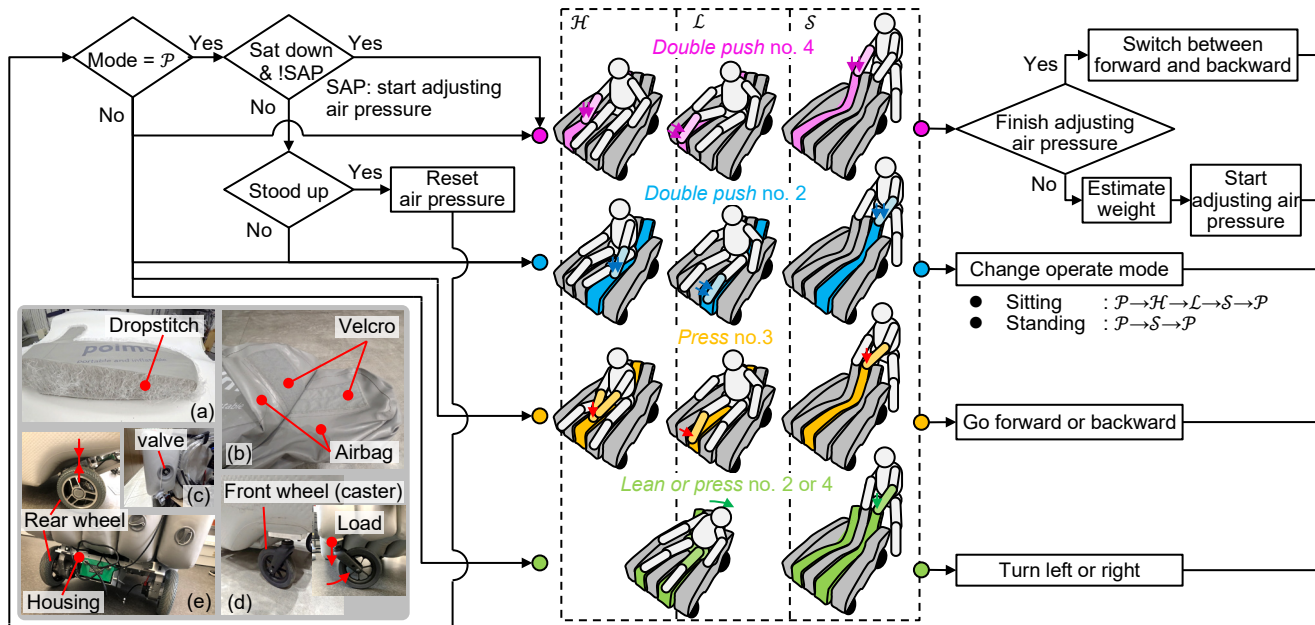 Mode = 𝒫
Yes
No
Sat down
& !SAP
Yes
No
SAP: start adjusting
air pressure
Stood up
Yes
No
Reset
air pressure
ℋ
ℒ
𝒮
Double push no. 4
Double push no. 2
Press no.3
Lean or press no. 2 or 4
Finish adjusting
air pressure
Yes
No
Switch between
forward and backward
Estimate
weight
Start
adjusting air
pressure
Change operate mode
● Sitting : 𝒫→ℋ→ℒ→𝒮→𝒫
● Standing : 𝒫→𝒮→𝒫
Go forward or backward
Turn left or right
Dropstitch
poimo
(a)
Velcro
Airbag
(b)
valve
(c)
Rear wheel
Housing
(e)
Front wheel (caster)
Load
(d)